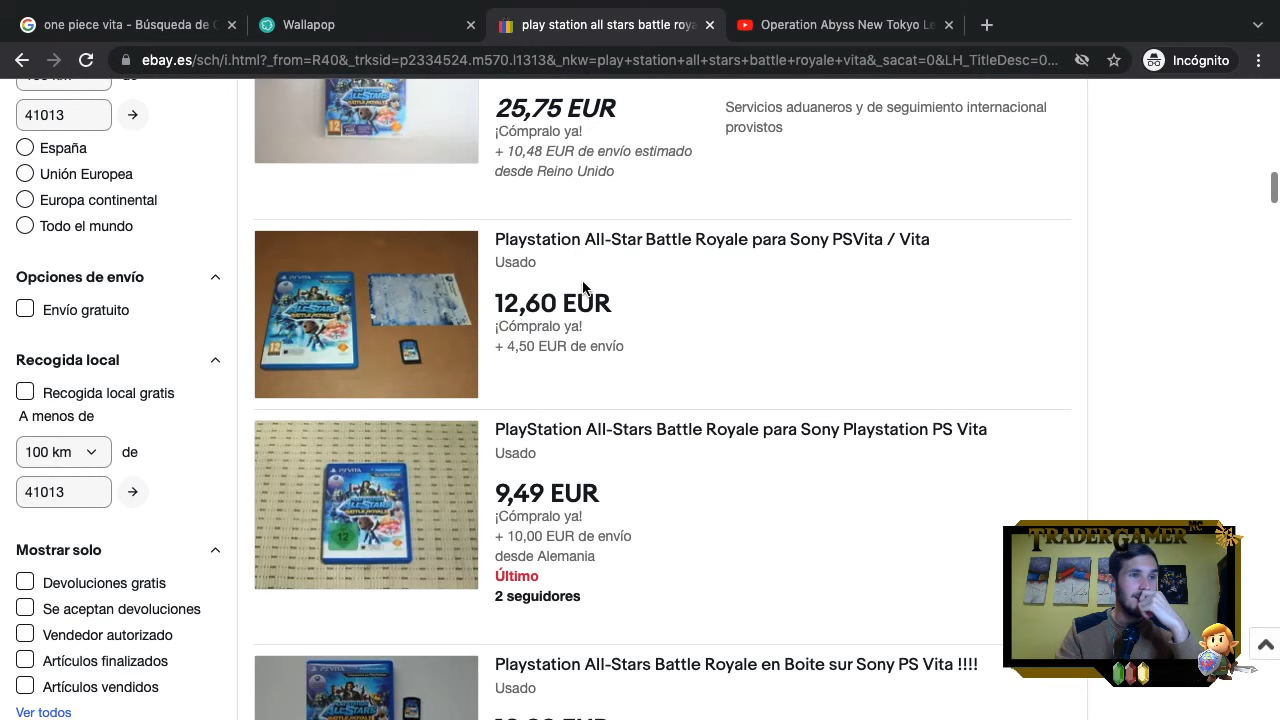 one piece vita - Búsqueda de
Wallapop
play station all stars battle roya
Operation Abyss New Tokyo Le
ebay.es/sch/i.html?_from=R40&_trksid=p2334524.m570.l1313&_nkw=play+station+all+stars+battle+royale+vita&_sacat=0&LH_TitleDesc=0...
Incógnito
41013
España
Unión Europea
Europa continental
Todo el mundo
Opciones de envío
Envío gratuito
Recogida local
Recogida local gratis
A menos de
100 km
de
41013
Mostrar solo
Devoluciones gratis
Se aceptan devoluciones
Vendedor autorizado
Artículos finalizados
Artículos vendidos
Ver todos
25,75 EUR
¡Cómpralo ya!
+ 10,48 EUR de envío estimado
desde Reino Unido
Servicios aduaneros y de seguimiento internacional
provistos
Playstation All-Star Battle Royale para Sony PSVita / Vita
Usado
12,60 EUR
¡Cómpralo ya!
+ 4,50 EUR de envío
PlayStation All-Stars Battle Royale para Sony Playstation PS Vita
Usado
9,49 EUR
¡Cómpralo ya!
+ 10,00 EUR de envío
desde Alemania
Último
2 seguidores
Playstation All-Stars Battle Royale en Boite sur Sony PS Vita !!!!
Usado
TRADERGAMER